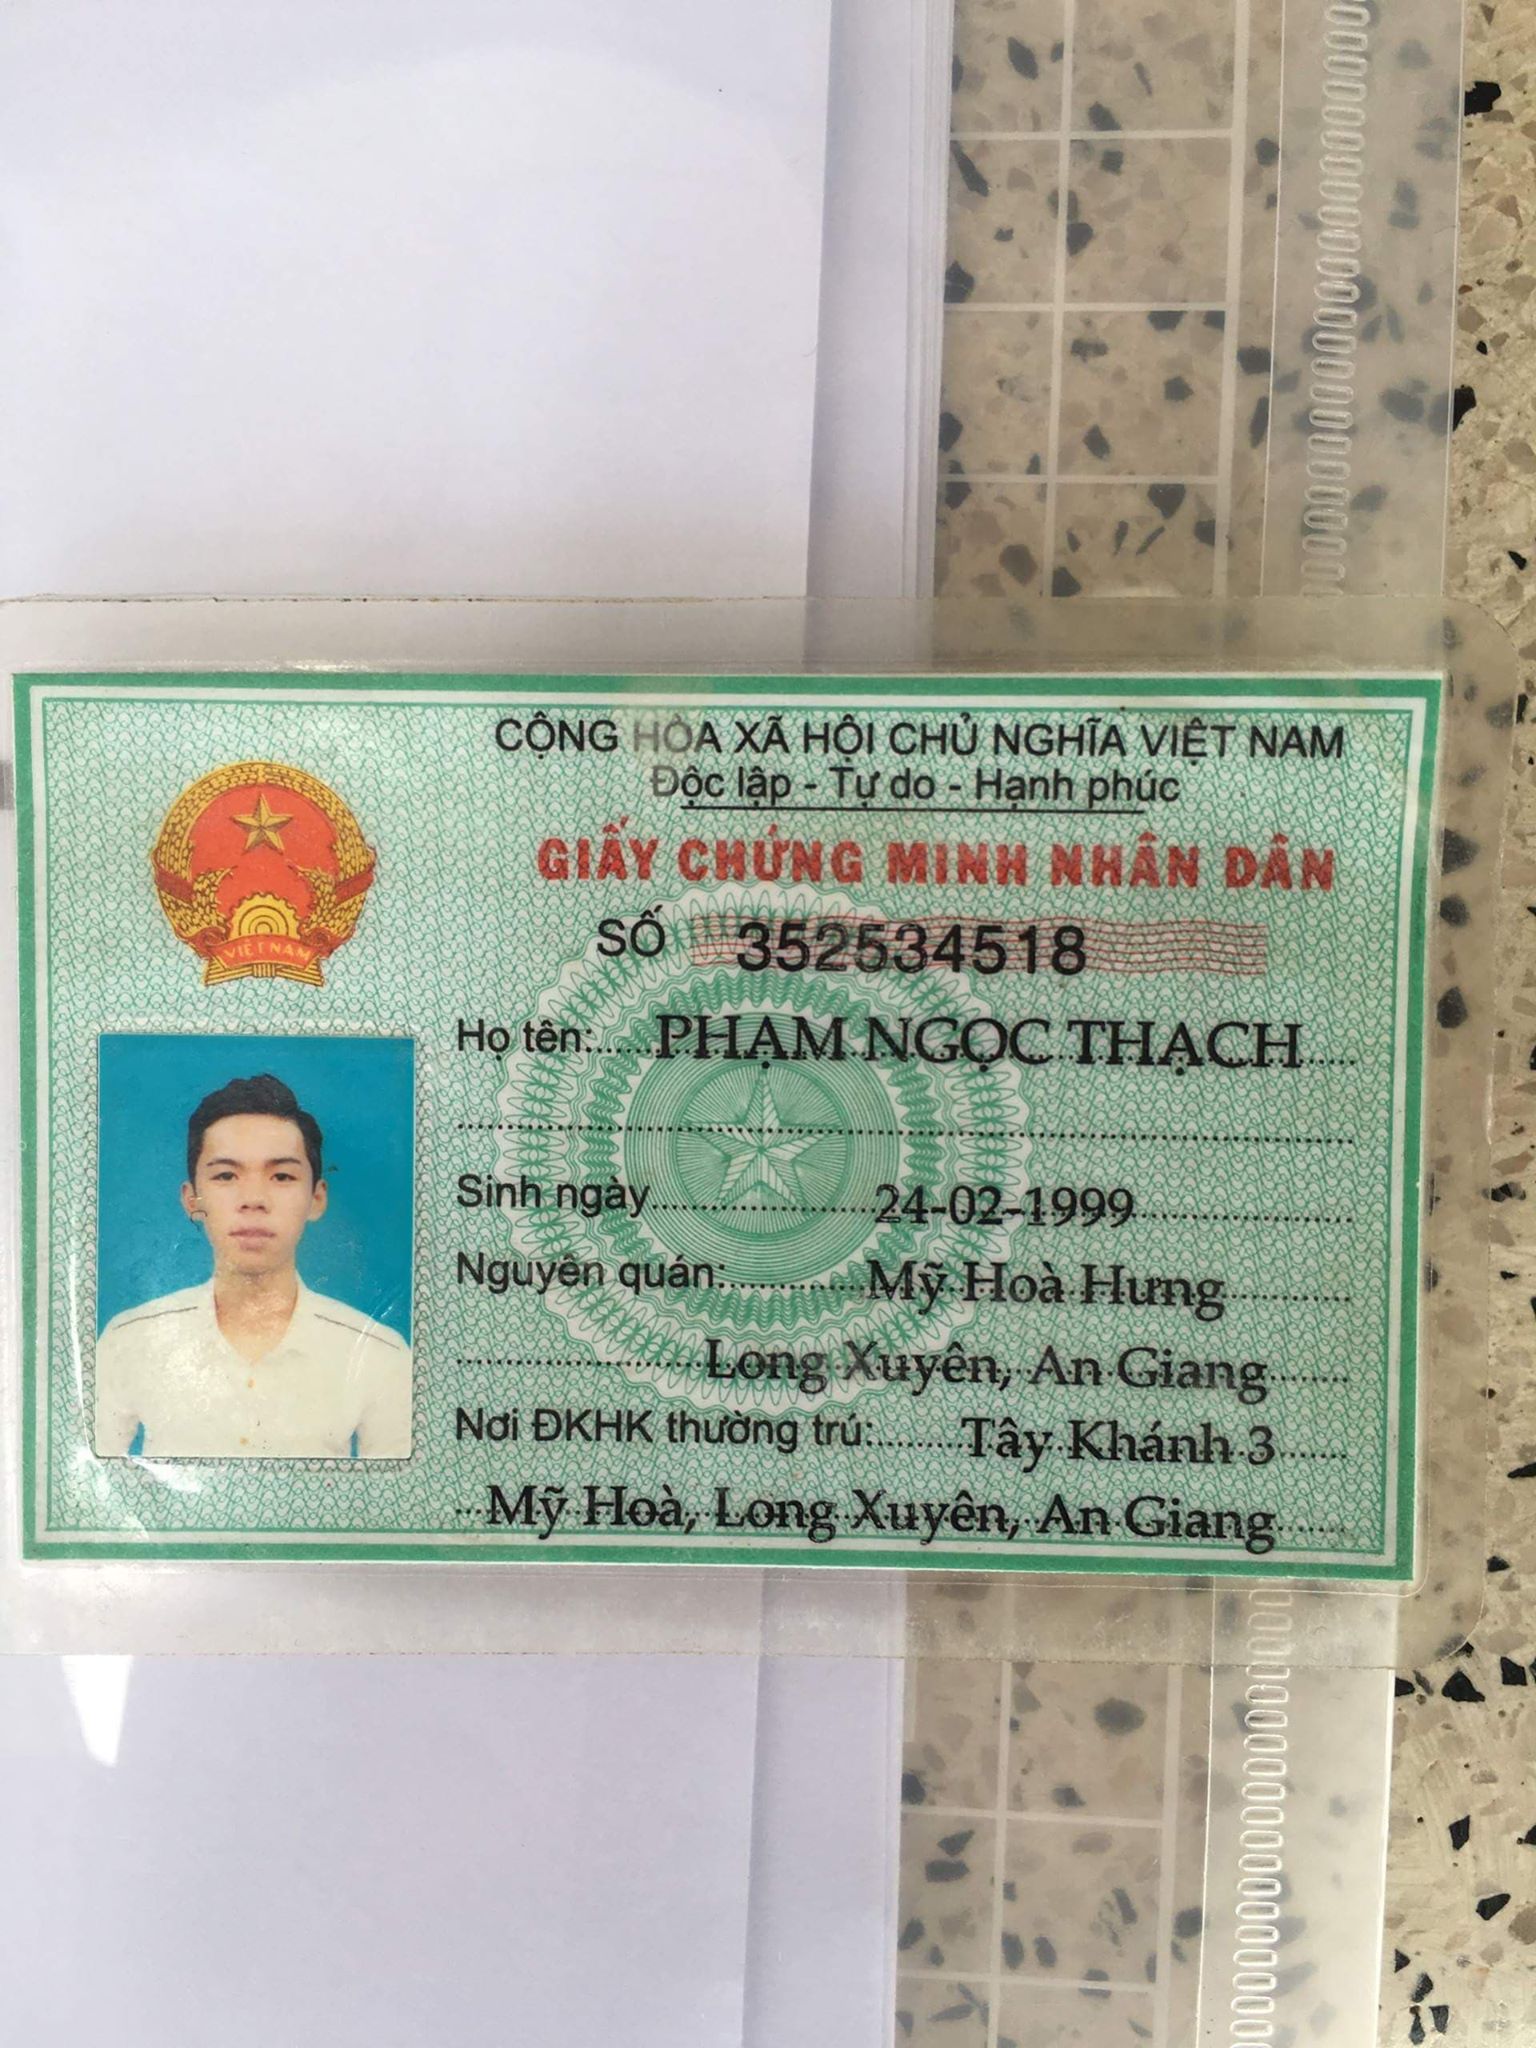 CỘNG HÒA XÃ HỘI CHỦ NGHĨA VIỆT NAM
Độc lập - Tự do - Hạnh phúc
GIẤY CHỨNG MINH NHÂN DÂN
SỐ 352534518
Họ tên: PHẠM NGỌC THẠCH
Sinh ngày 24-02-1999
Nguyên quán: Mỹ Hoà Hưng
Long Xuyên, An Giang
Nơi ĐKHK thường trú: Tây Khánh 3
Mỹ Hoà, Long Xuyên, An Giang
VIỆT NAM